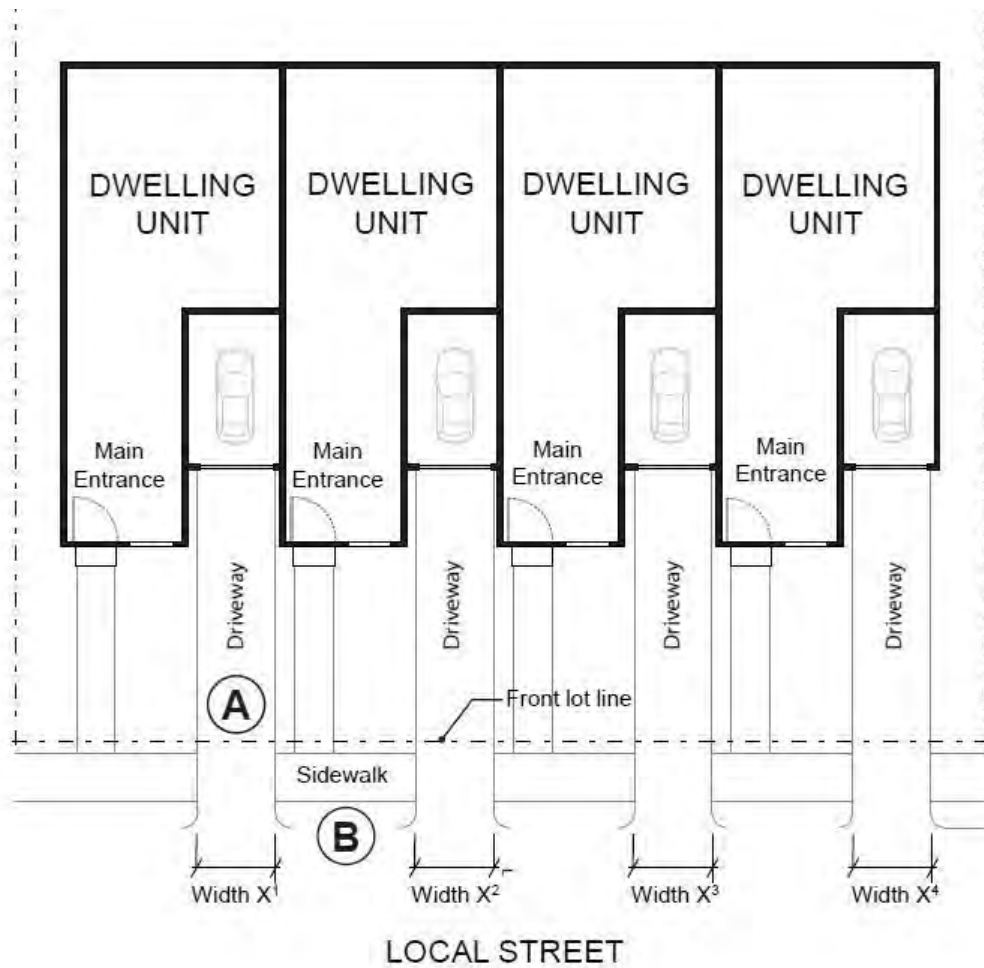 DWELLING
UNIT
DWELLING
UNIT
DWELLING
UNIT
DWELLING
UNIT
Main
Entrance
Main
Entrance
Main
Entrance
Main
Entrance
Driveway
Driveway
Driveway
Driveway
A
Front lot line
Sidewalk
B
Width X¹
Width X²
Width X³
Width X⁴
LOCAL STREET